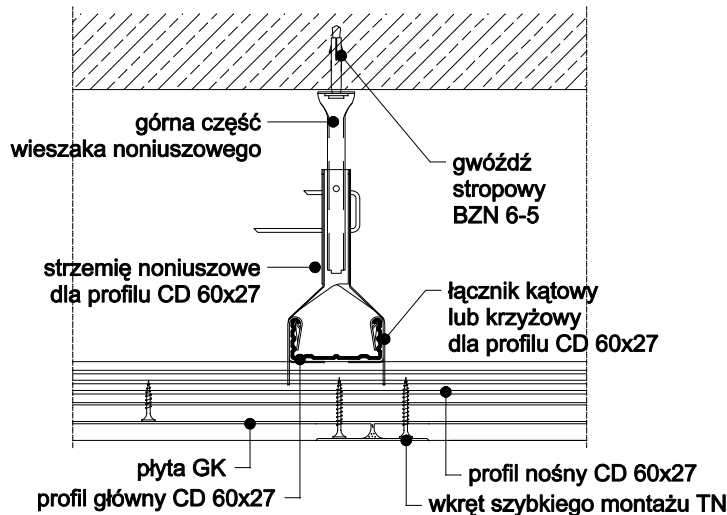 górna część
wieszaka noniuszowego
gwóźdź
stropowy
BZN 6-5
strzemię noniuszowe
dla profilu CD 60x27
łącznik kątowy
lub krzyżowy
dla profilu CD 60x27
płyta GK
profil nośny CD 60x27
profil główny CD 60x27
wkręt szybkiego montażu TN